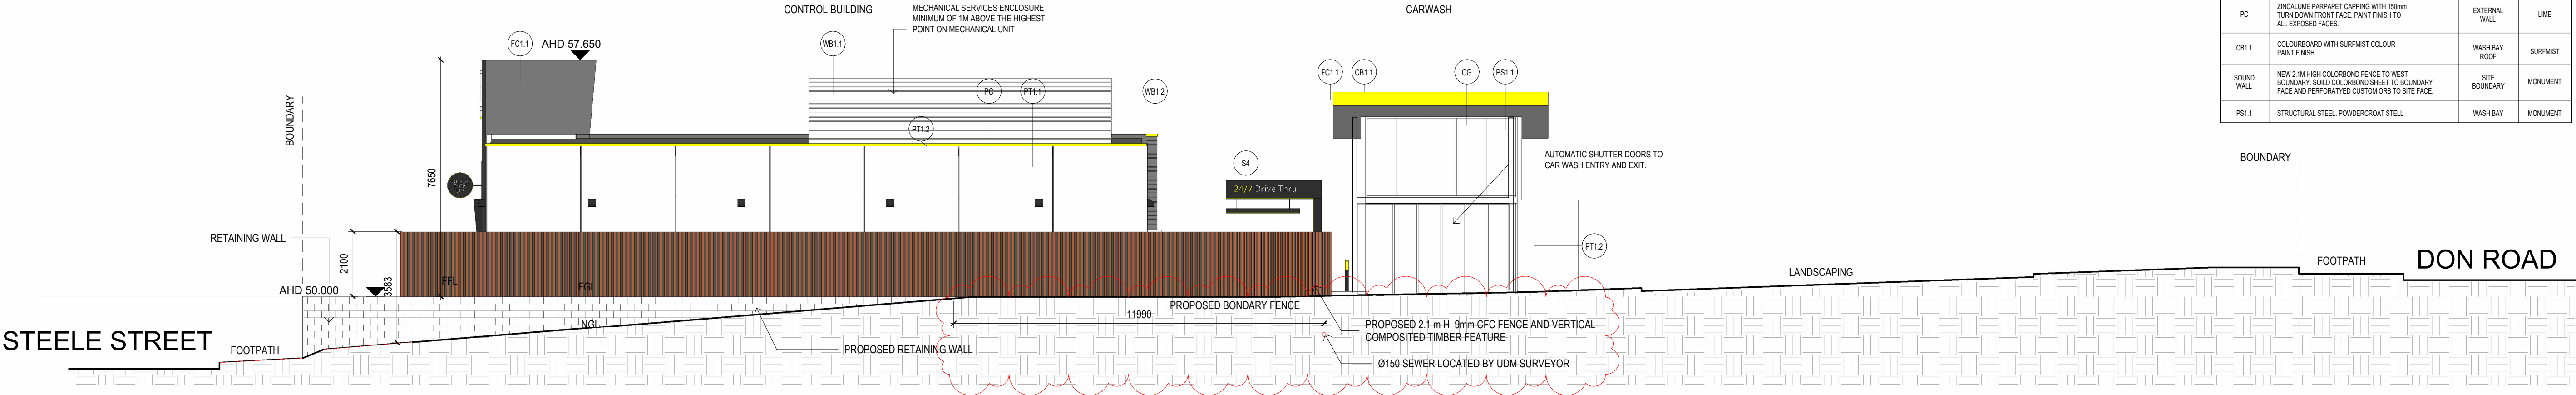 CONTROL BUILDING
MECHANICAL SERVICES ENCLOSURE
MINIMUM OF 1M ABOVE THE HIGHEST
POINT ON MECHANICAL UNIT
CARWASH
PC
ZINCALUME PARPAPET CAPPING WITH 150mm
TURN DOWN FRONT FACE. PAINT FINISH TO
ALL EXPOSED FACES.
EXTERNAL
WALL
LIME
CB1.1
COLOURBOARD WITH SURFMIST COLOUR
PAINT FINISH
WASH BAY
ROOF
SURFMIST
SOUND
WALL
NEW 2.1M HIGH COLORBOND FENCE TO WEST
BOUNDARY. SOILD COLORBOND SHEET TO BOUNDARY
FACE AND PERFORATYED CUSTOM ORB TO SITE FACE.
SITE
BOUNDARY
MONUMENT
PS1.1
STRUCTURAL STEEL. POWDERCROAT STELL
WASH BAY
MONUMENT
FC1.1
AHD 57.650
WB1.1
PC
PT1.1
WB1.2
PT1.2
FC1.1
CB1.1
CG
PS1.1
BOUNDARY
7650
QUICK
PICK
UP
S4
24/7 Drive Thru
AUTOMATIC SHUTTER DOORS TO
CAR WASH ENTRY AND EXIT.
BOUNDARY
RETAINING WALL
2100
3583
PT1.2
FFL
FGL
AHD 50.000
NGL
PROPOSED BONDARY FENCE
11990
LANDSCAPING
FOOTPATH
DON ROAD
STEELE STREET
FOOTPATH
PROPOSED RETAINING WALL
PROPOSED 2.1 m H 9mm CFC FENCE AND VERTICAL
COMPOSITED TIMBER FEATURE
Ø150 SEWER LOCATED BY UDM SURVEYOR